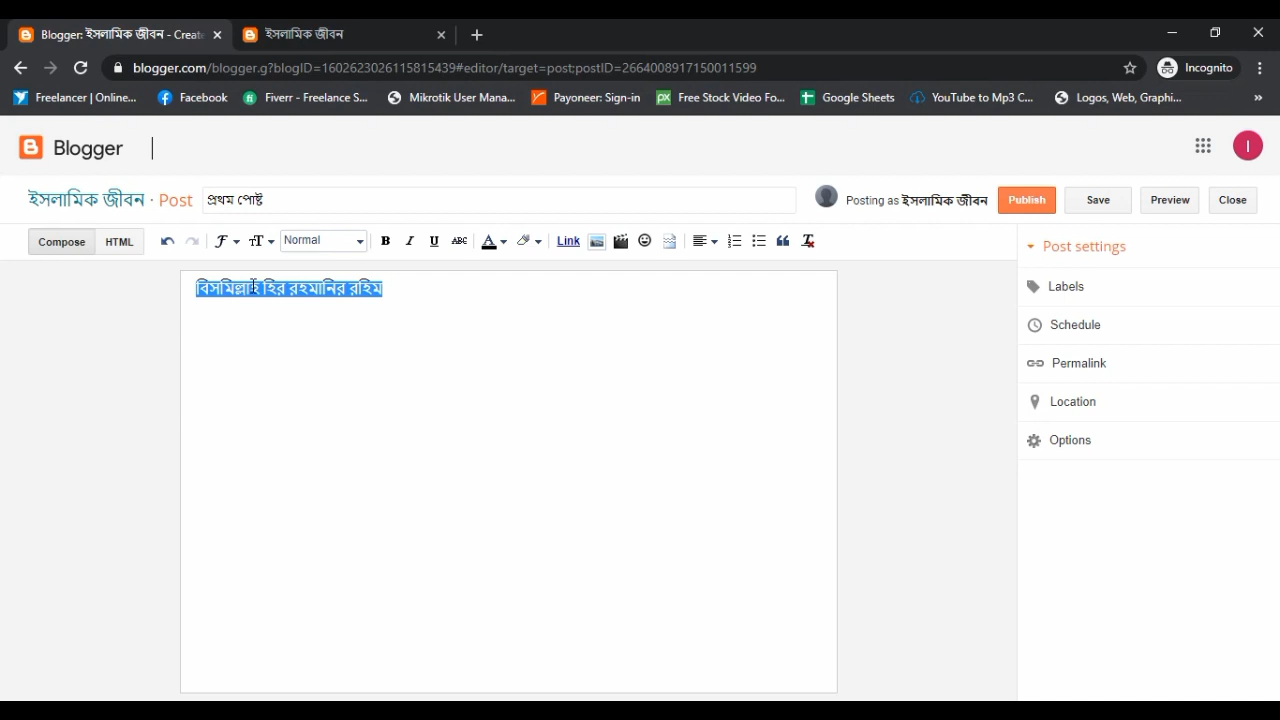 Blogger: ইসলামিক জীবন - Create
ইসলামিক জীবন
blogger.com/blogger.g?blogID=1602623026115815439#editor/target=post;postID=2664008917150011599
Incognito
Freelancer | Online...
Facebook
Fiverr - Freelance S...
Mikrotik User Mana...
Payoneer: Sign-in
Free Stock Video Fo...
Google Sheets
YouTube to Mp3 C...
Logos, Web, Graphi...
»
Blogger
I
ইসলামিক জীবন · Post
প্রথম পোষ্ট
Posting as ইসলামিক জীবন
Publish
Save
Preview
Close
Compose
HTML
Normal
B
I
U
ABC
A
Link
Post settings
বিসমিল্লাহ হির রহমানির রহিম
Labels
Schedule
Permalink
Location
Options